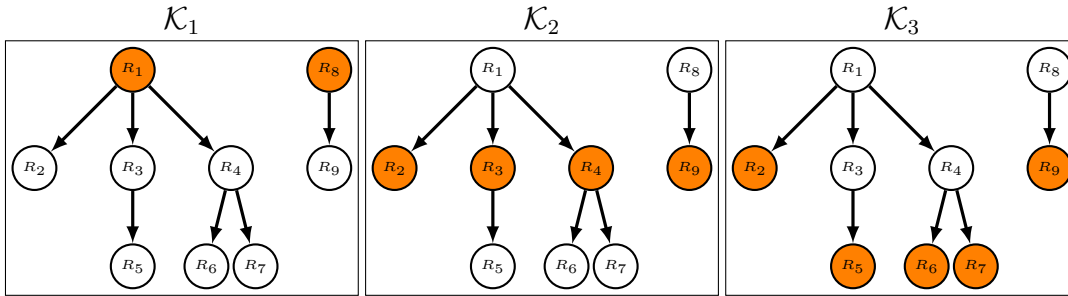 𝒦₁ 𝒦₂ 𝒦₃
R₁ R₈ R₁ R₈ R₁ R₈
R₂ R₃ R₄ R₉ R₂ R₃ R₄ R₉ R₂ R₃ R₄ R₉
R₅ R₆ R₇ R₅ R₆ R₇ R₅ R₆ R₇